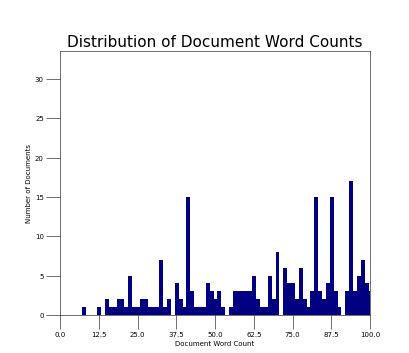 Distribution of Document Word Counts
Number of Documents
30
25
20
15
10
5
0
0.0 12.5 25.0 37.5 50.0 62.5 75.0 87.5 100.0
Document Word Count